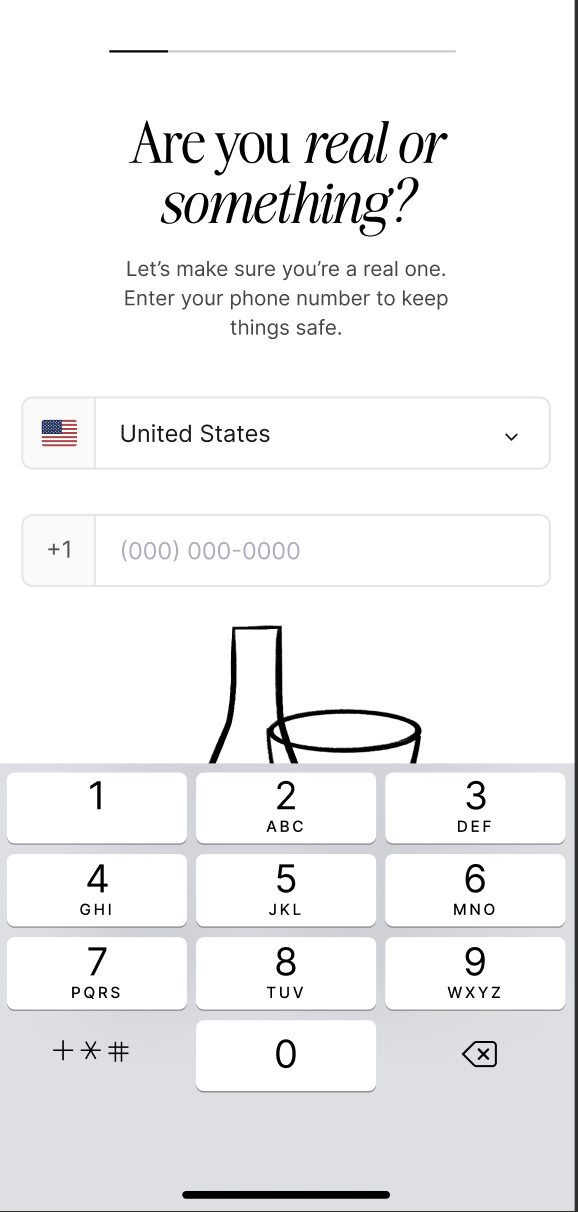 Are you real or
something?
Let’s make sure you’re a real one.
Enter your phone number to keep
things safe.
United States
+1 (000) 000-0000
1 2 3
ABC DEF
4 5 6
GHI JKL MNO
7 8 9
PQRS TUV WXYZ
+*# 0